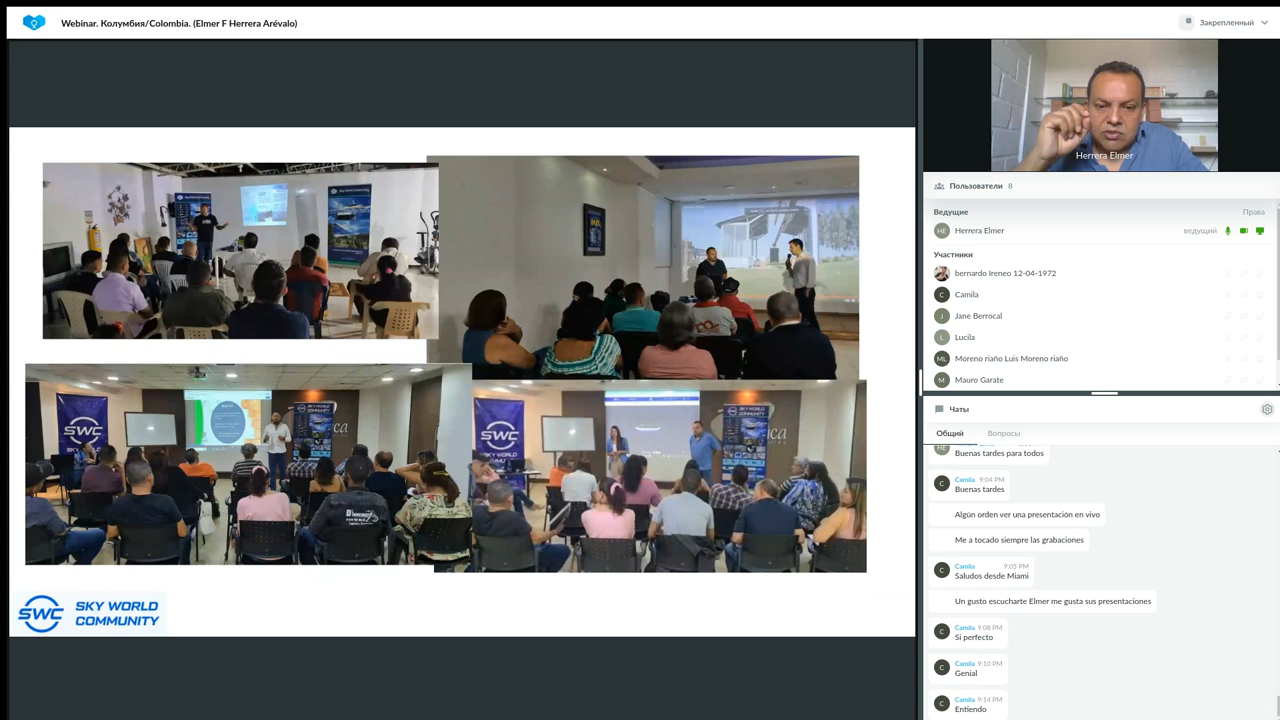 Webinar. Колумбия/Colombia. (Elmer F Herrera Arévalo)
Закрепленный
SWC
SWC
SWC
SKY WORLD
COMMUNITY
Herrera Elmer
Пользователи 8
Ведущие Права
HE Herrera Elmer ведущий
Участники
bernardo Ireneo 12-04-1972
C Camila
J Jane Berrocal
L Lucila
ML Moreno riaño Luis Moreno riaño
M Mauro Garate
Чаты
Общий Вопросы
Buenas tardes para todos
C Camila 9:04 PM
Buenas tardes
Algún orden ver una presentación en vivo
Me a tocado siempre las grabaciones
C Camila 9:05 PM
Saludos desde Miami
Un gusto escucharte Elmer me gusta sus presentaciones
C Camila 9:08 PM
Si perfecto
C Camila 9:10 PM
Genial
C Camila 9:14 PM
Entiendo